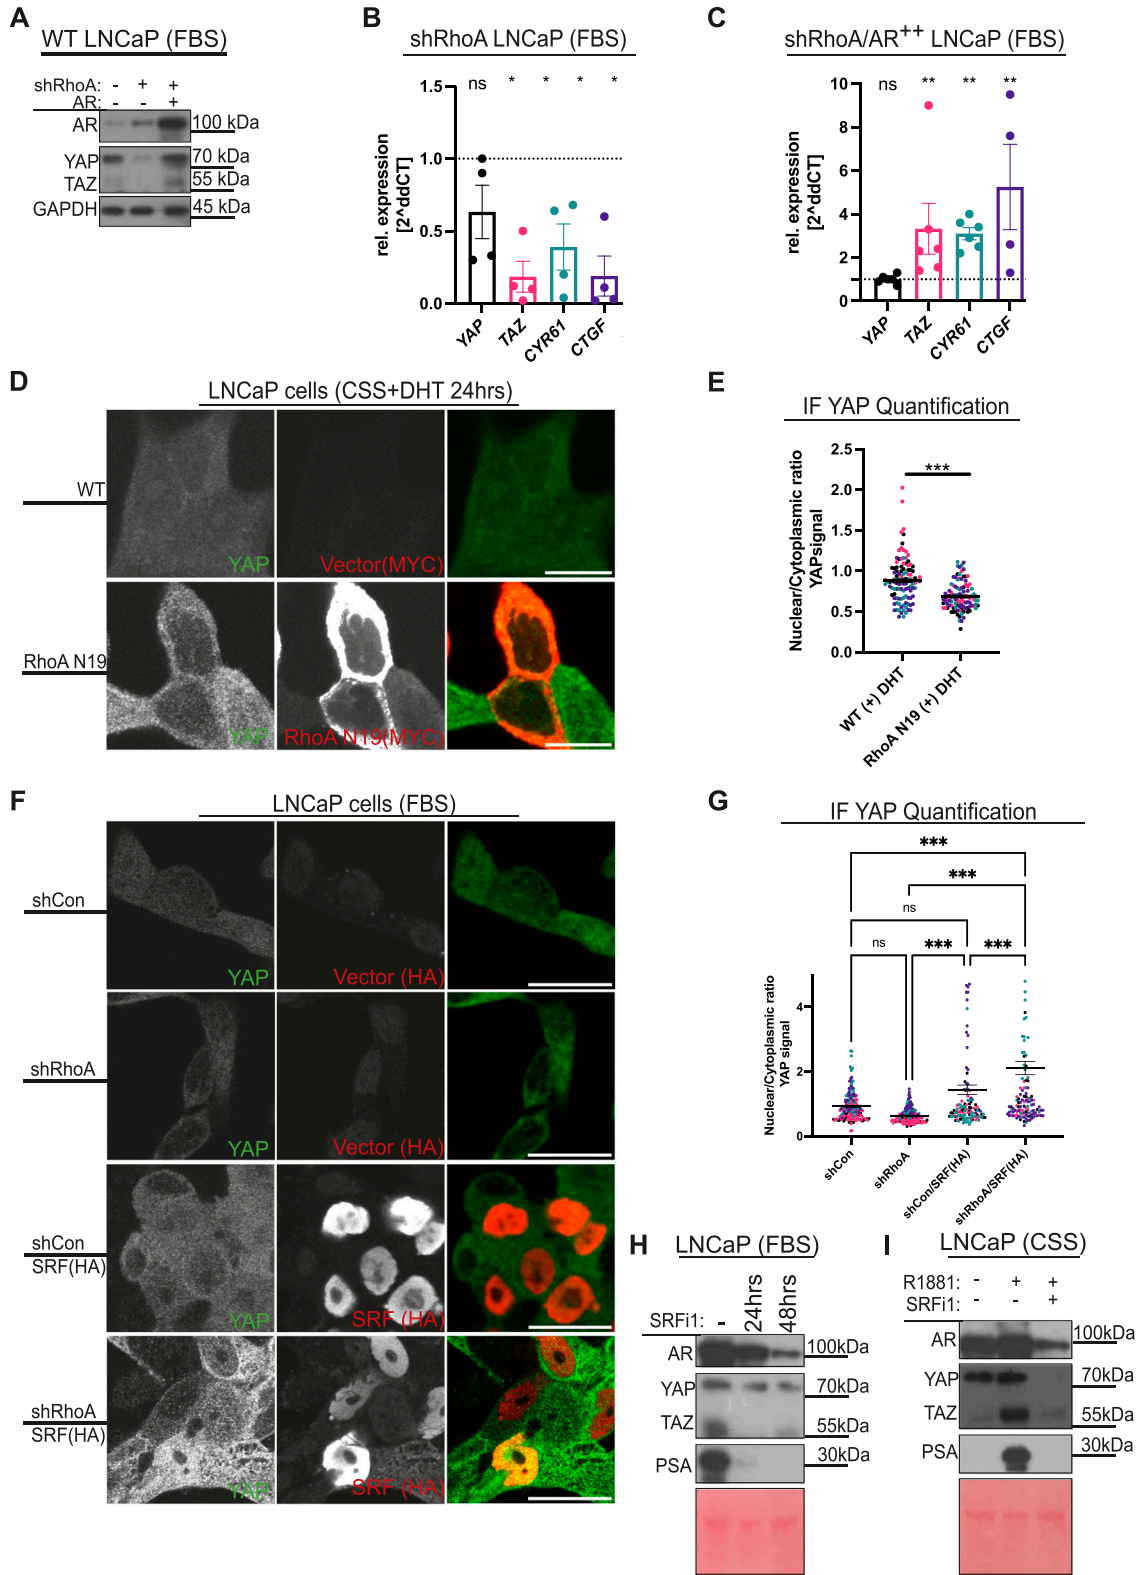 A
WT LNCaP (FBS)
shRhoA: - + +
AR: - - +
AR
100 kDa
YAP
70 kDa
TAZ
55 kDa
GAPDH
45 kDa
B
shRhoA LNCaP (FBS)
rel. expression
[2^ddCT]
1.5
1.0
0.5
0.0
ns * * * *
YAP
TAZ
CYR61
CTGF
C
shRhoA/AR++ LNCaP (FBS)
rel. expression
[2^ddCT]
10
8
6
4
2
0
ns ** ** **
YAP
TAZ
CYR61
CTGF
D
LNCaP cells (CSS+DHT 24hrs)
WT
YAP
Vector(MYC)
RhoA N19
YAP
RhoA N19(MYC)
E
IF YAP Quantification
Nuclear/Cytoplasmic ratio
YAPsignal
2.5
2.0
1.5
1.0
0.5
0.0
***
WT (+) DHT
RhoA N19 (+) DHT
F
LNCaP cells (FBS)
shCon
YAP
Vector (HA)
shRhoA
YAP
Vector (HA)
shCon
SRF(HA)
YAP
SRF (HA)
shRhoA
SRF(HA)
YAP
SRF (HA)
G
IF YAP Quantification
***
***
ns
ns *** ***
Nuclear/Cytoplasmic ratio
YAP signal
4
2
0
shCon
shRhoA
shCon/SRF(HA)
shRhoA/SRF(HA)
H
LNCaP (FBS)
SRFi1: - 24hrs 48hrs
AR
100kDa
YAP
70kDa
TAZ
55kDa
PSA
30kDa
I
LNCaP (CSS)
R1881: - + +
SRFi1: - - +
AR
100kDa
YAP
70kDa
TAZ
55kDa
PSA
30kDa